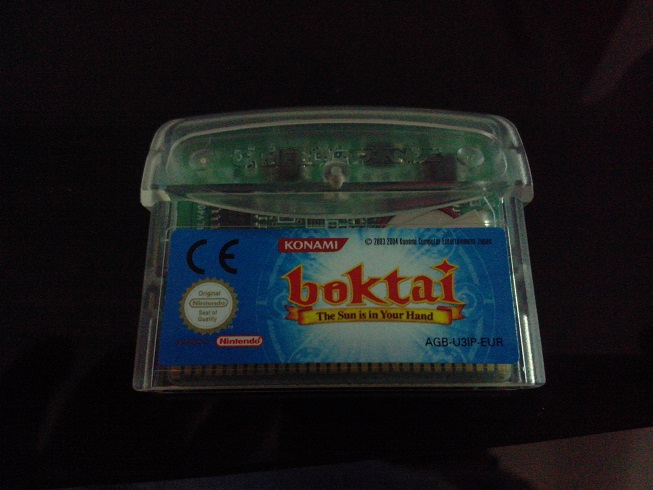 CE
KONAMI
© 2003 2004 Konami Computer Entertainment Japan
boktai
The Sun is in Your Hand
Original
Nintendo
Seal of
Quality
Nintendo
AGB-U3IP-EUR